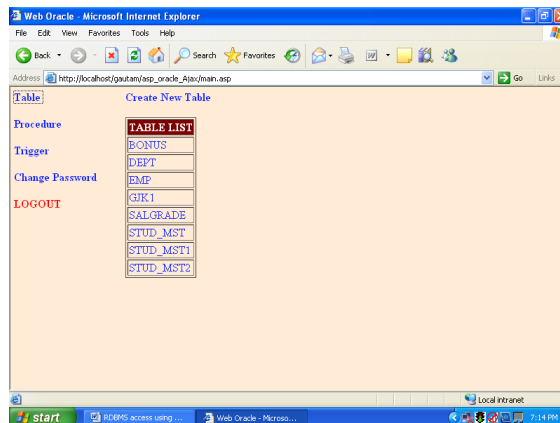 Web Oracle - Microsoft Internet Explorer
File Edit View Favorites Tools Help
Back Search Favorites
Address http://localhost/gautam/asp_oracle_Ajax/main.asp Go Links
Table Create New Table
Procedure
Trigger
Change Password
LOGOUT
TABLE LIST
BONUS
DEPT
EMP
GJK1
SALGRADE
STUD_MST
STUD_MST1
STUD_MST2
Local intranet
start RDBMS access using ... Web Oracle - Microso... 7:14 PM